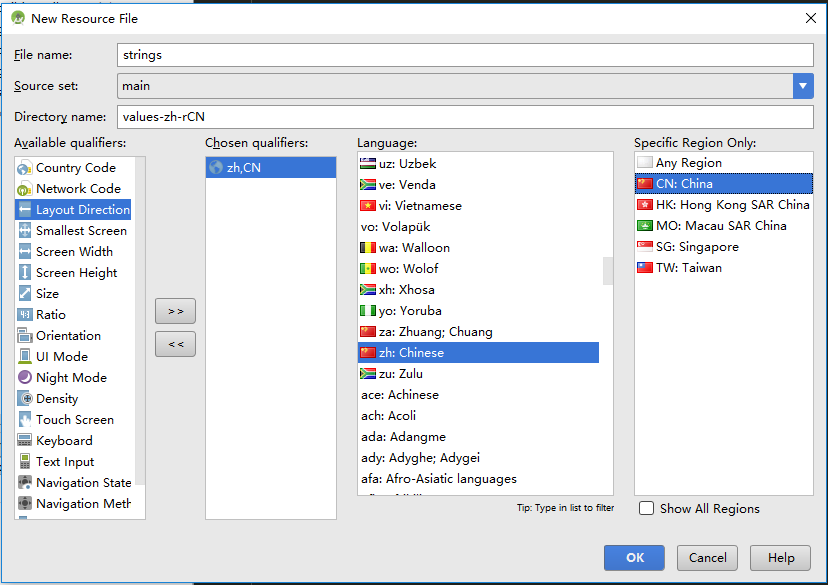 New Resource File
File name:
strings
Source set:
main
Directory name:
values-zh-rCN
Available qualifiers:
Country Code
Network Code
Layout Direction
Smallest Screen
Screen Width
Screen Height
Size
Ratio
Orientation
UI Mode
Night Mode
Density
Touch Screen
Keyboard
Text Input
Navigation State
Navigation Meth
>>
<<
Chosen qualifiers:
zh,CN
Language:
uz: Uzbek
ve: Venda
vi: Vietnamese
vo: Volapük
wa: Walloon
wo: Wolof
xh: Xhosa
yo: Yoruba
za: Zhuang; Chuang
zh: Chinese
zu: Zulu
ace: Achinese
ach: Acoli
ada: Adangme
ady: Adyghe; Adygei
afa: Afro-Asiatic languages
Tip: Type in list to filter
Specific Region Only:
Any Region
CN: China
HK: Hong Kong SAR China
MO: Macau SAR China
SG: Singapore
TW: Taiwan
Show All Regions
OK
Cancel
Help